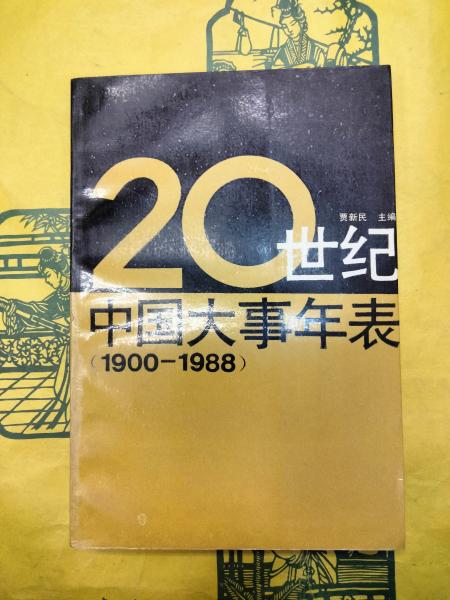 20
贾新民 主编
世纪
中国大事年表
(1900-1988)